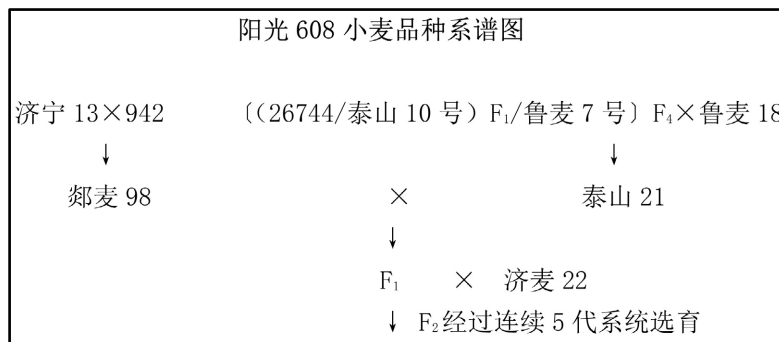 阳光 608 小麦品种系谱图
济宁 13×942 〔（26744/泰山 10 号）F₁/鲁麦 7 号〕F₄×鲁麦 18
↓ ↓
郯麦 98 × 泰山 21
↓
F₁ × 济麦 22
↓ F₂经过连续 5 代系统选育